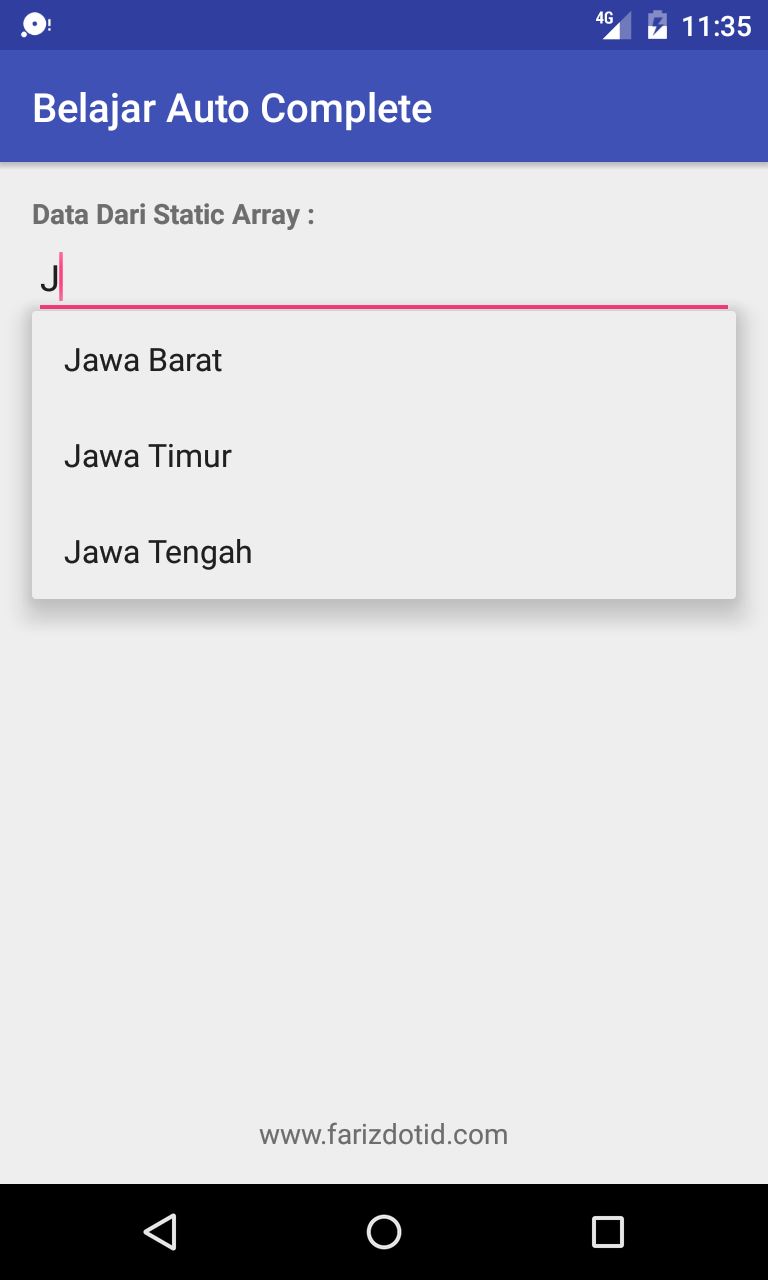 4G 11:35
Belajar Auto Complete
Data Dari Static Array :
J
Jawa Barat
Jawa Timur
Jawa Tengah
www.farizdotid.com